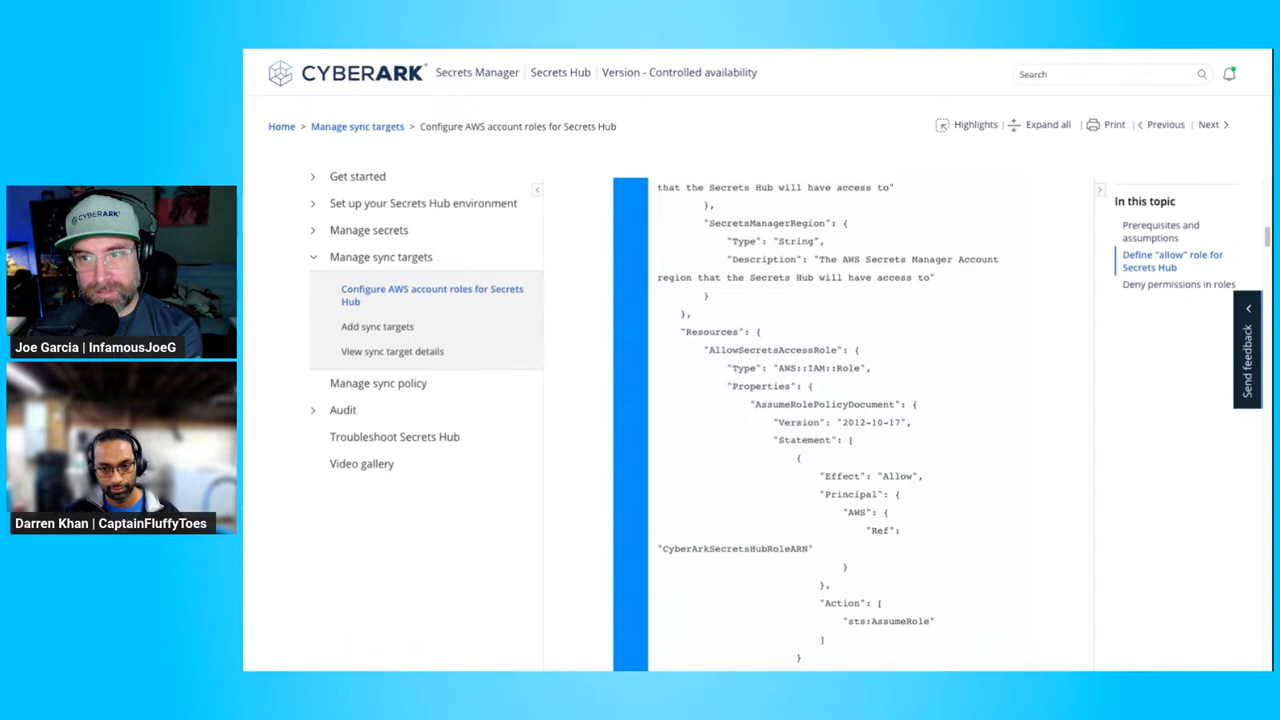 CYBERARK
Secrets Manager | Secrets Hub | Version - Controlled availability
Search
Home > Manage sync targets > Configure AWS account roles for Secrets Hub
Highlights | Expand all | Print | Previous | Next
Get started
Set up your Secrets Hub environment
Manage secrets
Manage sync targets
Configure AWS account roles for Secrets
Hub
Add sync targets
View sync target details
Manage sync policy
Audit
Troubleshoot Secrets Hub
Video gallery
that the Secrets Hub will have access to"
},
"SecretsManagerRegion": {
"Type": "String",
"Description": "The AWS Secrets Manager Account
region that the Secrets Hub will have access to"
}
},
"Resources": {
"AllowSecretsAccessRole": {
"Type": "AWS::IAM::Role",
"Properties": {
"AssumeRolePolicyDocument": {
"Version": "2012-10-17",
"Statement": [
{
"Effect": "Allow",
"Principal": {
"AWS": {
"Ref":
"CyberArkSecretsHubRoleARN"
}
},
"Action": [
"sts:AssumeRole"
]
}
In this topic
Prerequisites and
assumptions
Define "allow" role for
Secrets Hub
Deny permissions in roles
Send feedback
CYBERARK
Joe Garcia | InfamousJoeG
Darren Khan | CaptainFluffyToes